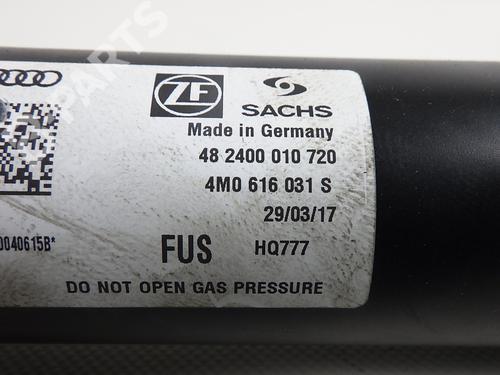 ZF SACHS
Made in Germany
48 2400 010 720
4M0 616 031 S
29/03/17
0040615B*
FUS HQ777
DO NOT OPEN GAS PRESSURE